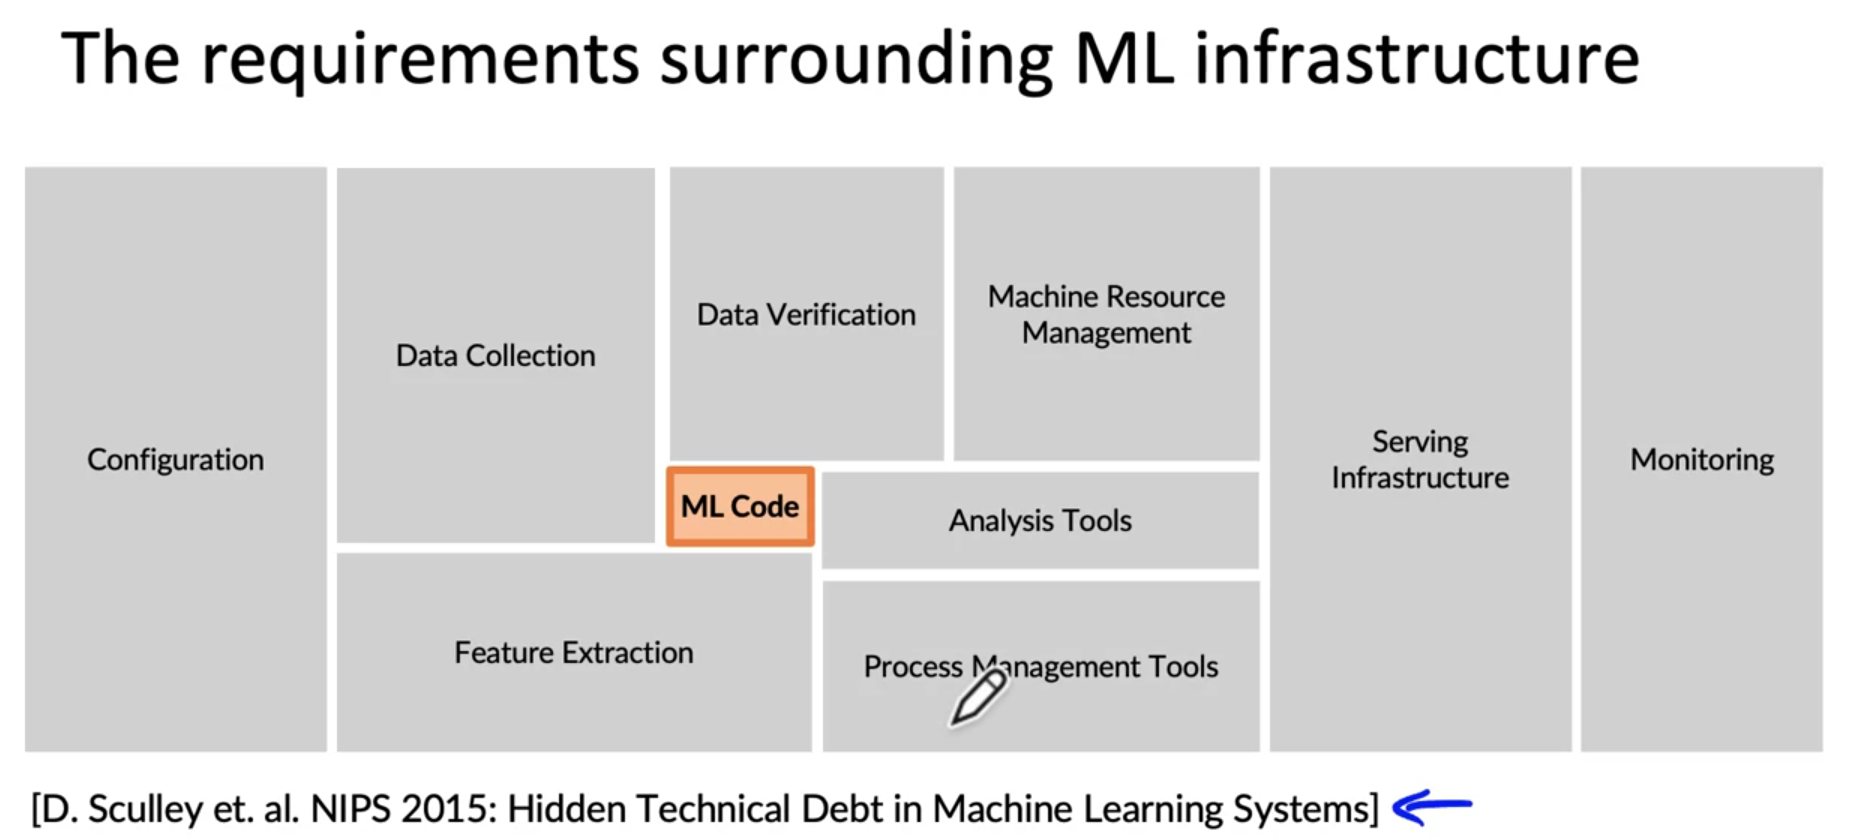 The requirements surrounding ML infrastructure
Configuration
Data Collection
Data Verification
Machine Resource
Management
ML Code
Analysis Tools
Feature Extraction
Process Management Tools
Serving
Infrastructure
Monitoring
[D. Sculley et. al. NIPS 2015: Hidden Technical Debt in Machine Learning Systems]